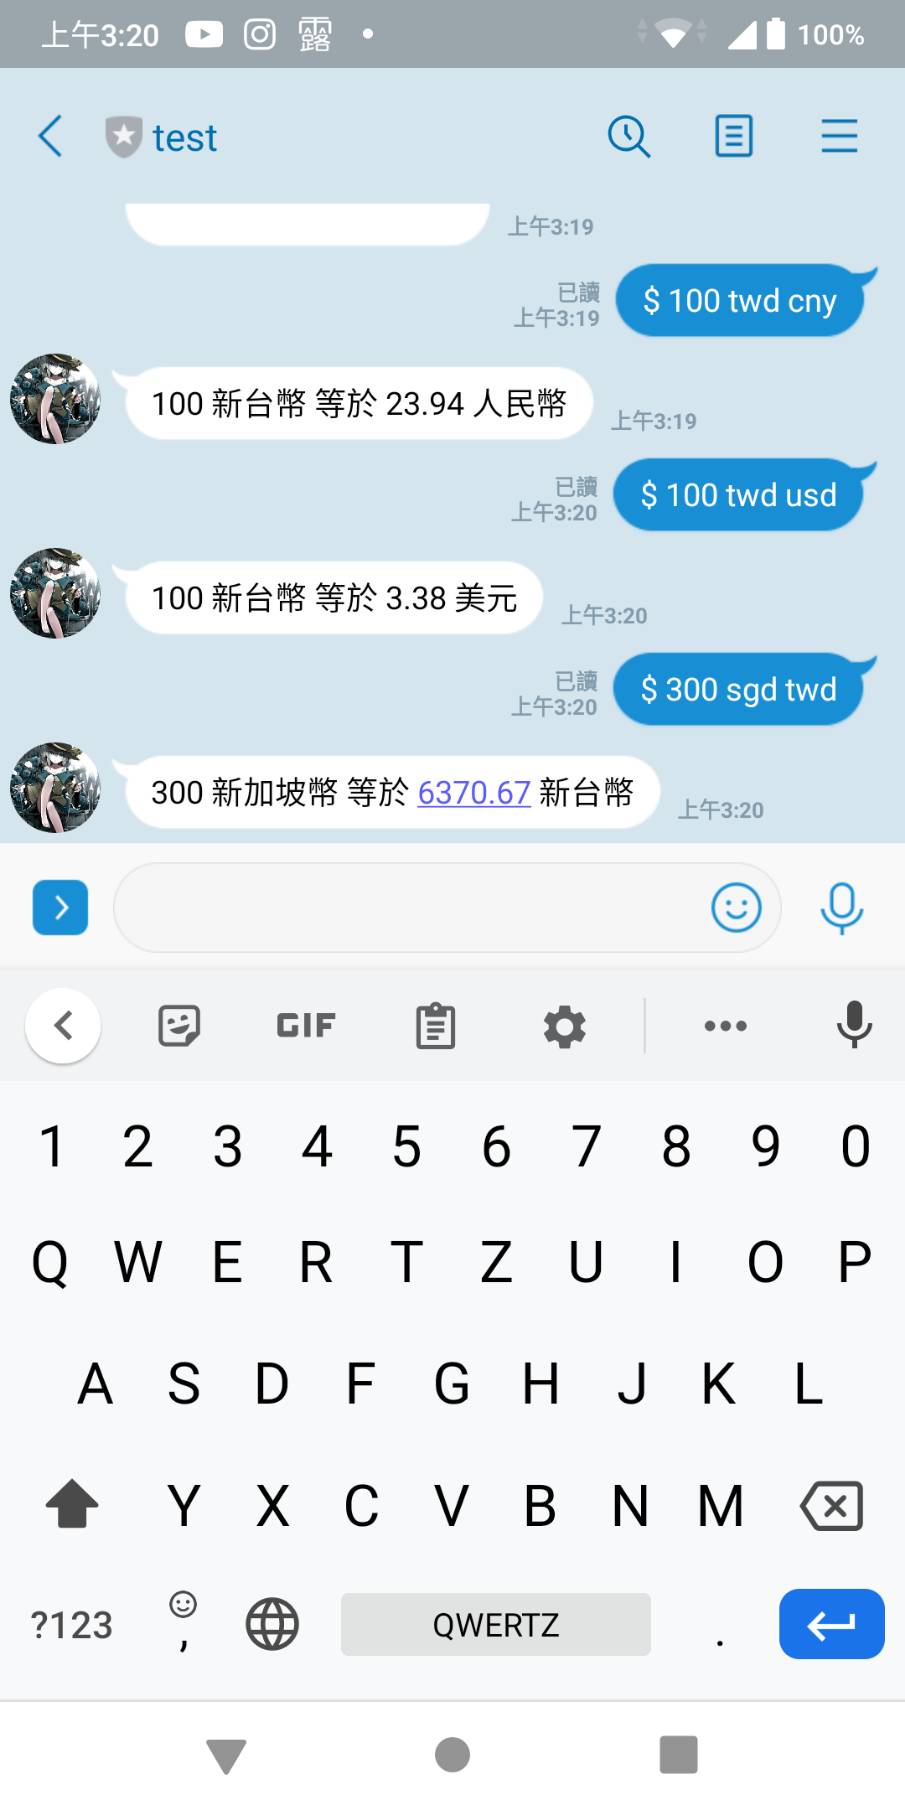 上午3:20 露 100%
test
上午3:19
已讀
上午3:19
$ 100 twd cny
100 新台幣 等於 23.94 人民幣
上午3:19
已讀
上午3:20
$ 100 twd usd
100 新台幣 等於 3.38 美元
上午3:20
已讀
上午3:20
$ 300 sgd twd
300 新加坡幣 等於 6370.67 新台幣
上午3:20
GIF
1 2 3 4 5 6 7 8 9 0
Q W E R T Z U I O P
A S D F G H J K L
Y X C V B N M
?123 , QWERTZ .